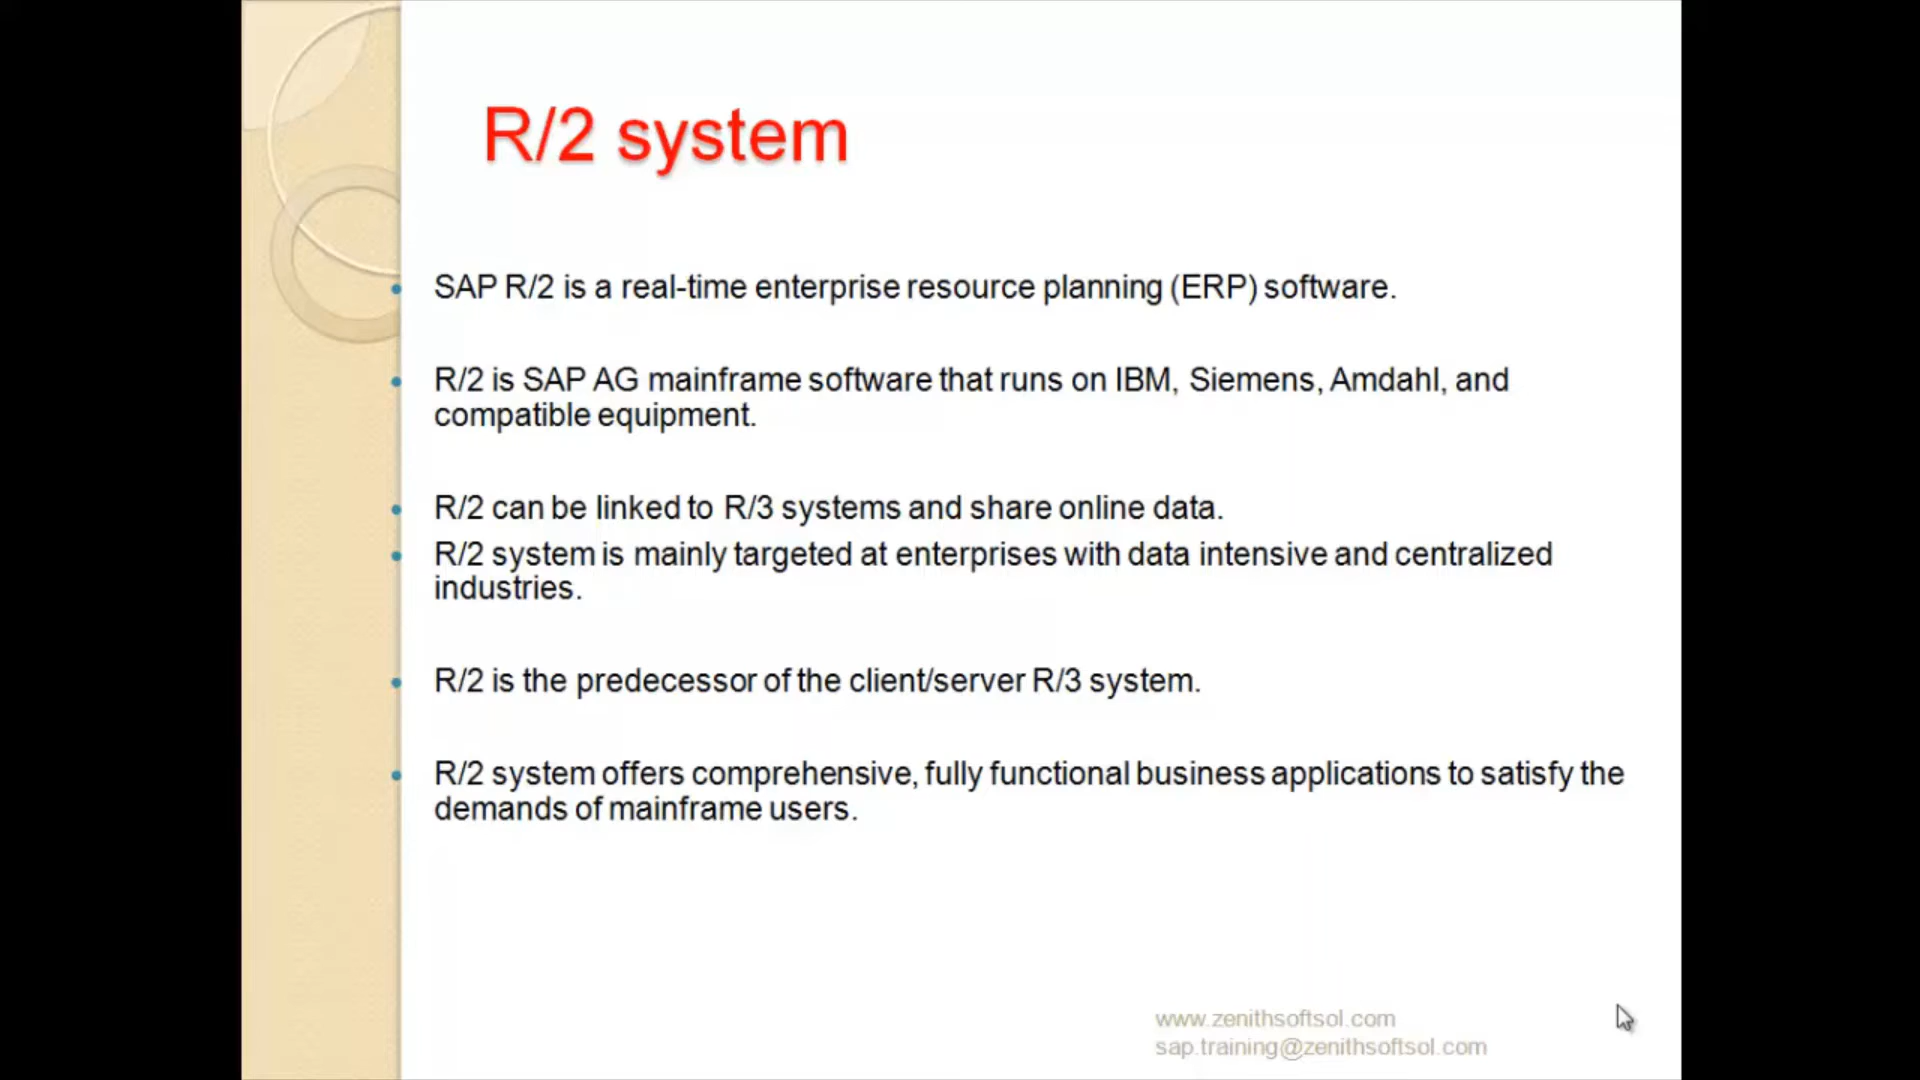 R/2 system
SAP R/2 is a real-time enterprise resource planning (ERP) software.
R/2 is SAP AG mainframe software that runs on IBM, Siemens, Amdahl, and
compatible equipment.
R/2 can be linked to R/3 systems and share online data.
R/2 system is mainly targeted at enterprises with data intensive and centralized
industries.
R/2 is the predecessor of the client/server R/3 system.
R/2 system offers comprehensive, fully functional business applications to satisfy the
demands of mainframe users.
www.zenithsoftsol.com
sap.training@zenithsoftsol.com